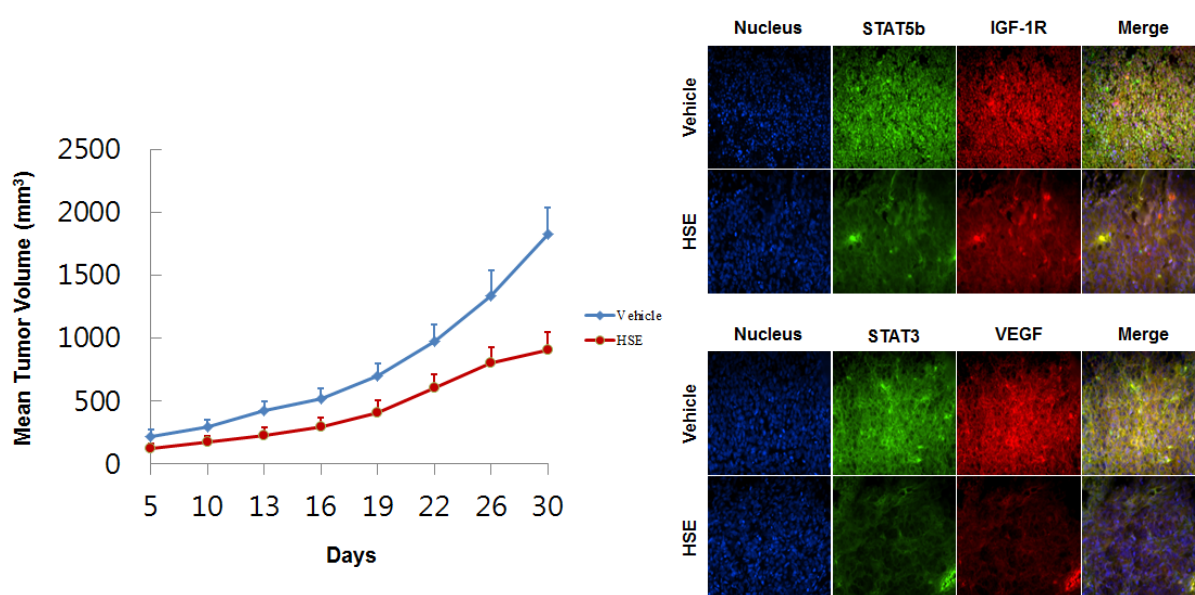 Mean Tumor Volume (mm³)
2500
2000
1500
1000
500
0
5 10 13 16 19 22 26 30
Days
Vehicle
HSE
Nucleus STAT5b IGF-1R Merge
Vehicle
HSE
Nucleus STAT3 VEGF Merge
Vehicle
HSE